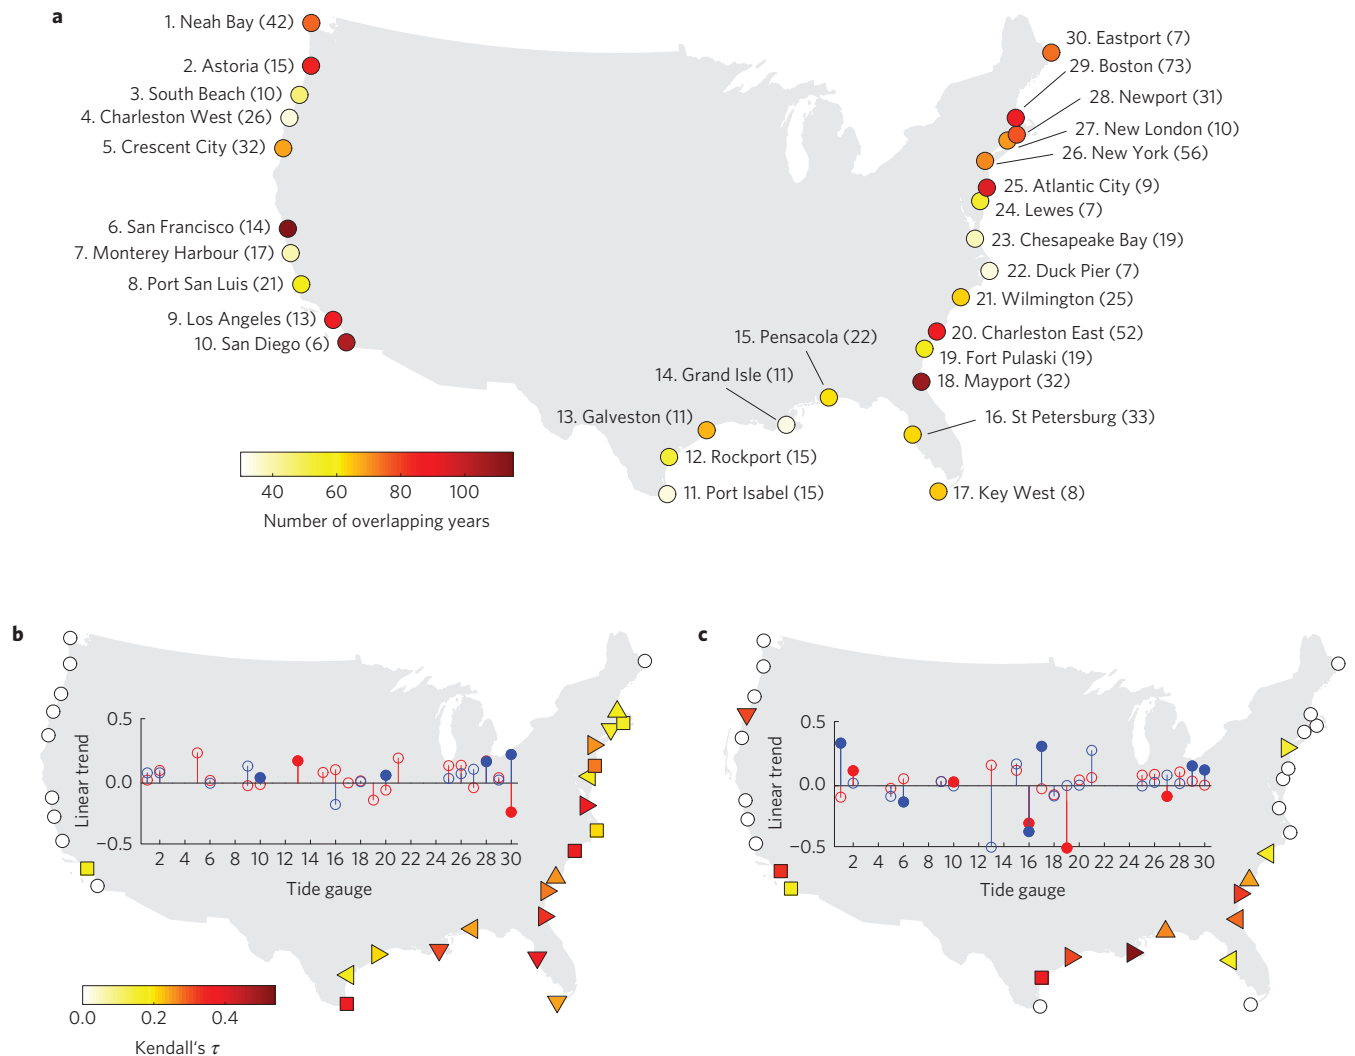 a
1. Neah Bay (42)
2. Astoria (15)
3. South Beach (10)
4. Charleston West (26)
5. Crescent City (32)
6. San Francisco (14)
7. Monterey Harbour (17)
8. Port San Luis (21)
9. Los Angeles (13)
10. San Diego (6)
30. Eastport (7)
29. Boston (73)
28. Newport (31)
27. New London (10)
26. New York (56)
25. Atlantic City (9)
24. Lewes (7)
23. Chesapeake Bay (19)
22. Duck Pier (7)
21. Wilmington (25)
20. Charleston East (52)
19. Fort Pulaski (19)
18. Mayport (32)
15. Pensacola (22)
14. Grand Isle (11)
13. Galveston (11)
16. St Petersburg (33)
12. Rockport (15)
11. Port Isabel (15)
17. Key West (8)
40 60 80 100
Number of overlapping years
b
0.5
0.0
−0.5
Linear trend
2 4 6 8 10 12 14 16 18 20 22 24 26 28 30
Tide gauge
0.0 0.2 0.4
Kendall's τ
c
0.5
0.0
−0.5
Linear trend
2 4 6 8 10 12 14 16 18 20 22 24 26 28 30
Tide gauge